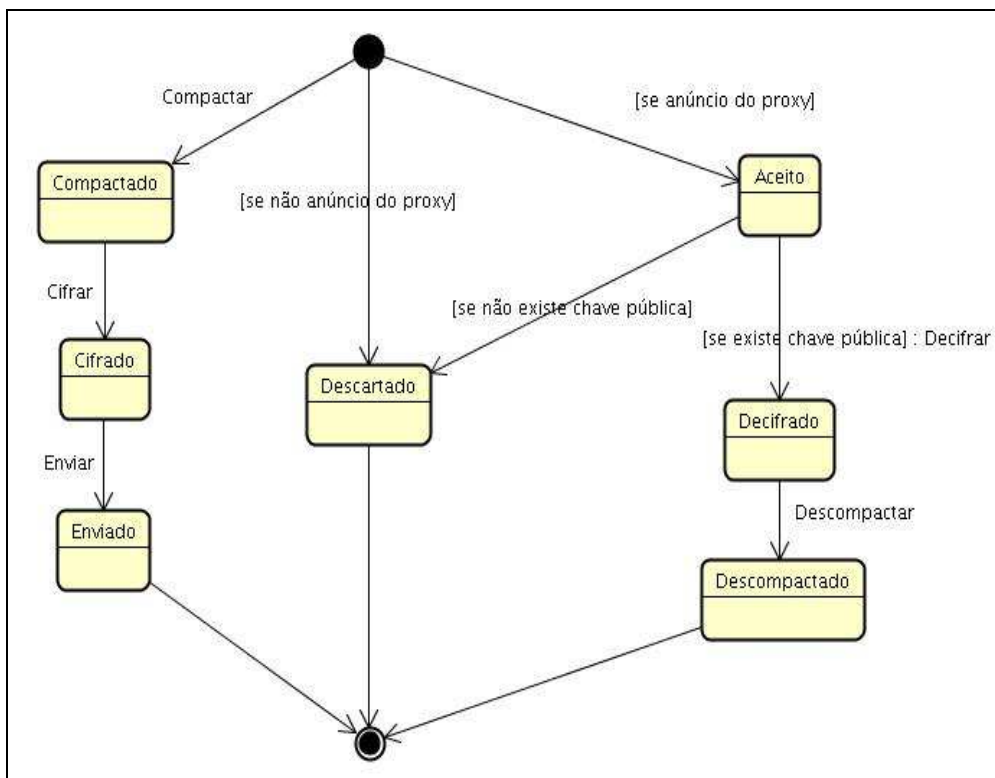 Compactar
[se anúncio do proxy]
Compactado
Aceito
[se não anúncio do proxy]
Cifrar
[se não existe chave pública]
[se existe chave pública] : Decifrar
Cifrado
Descartado
Decifrado
Enviar
Descompactar
Enviado
Descompactado